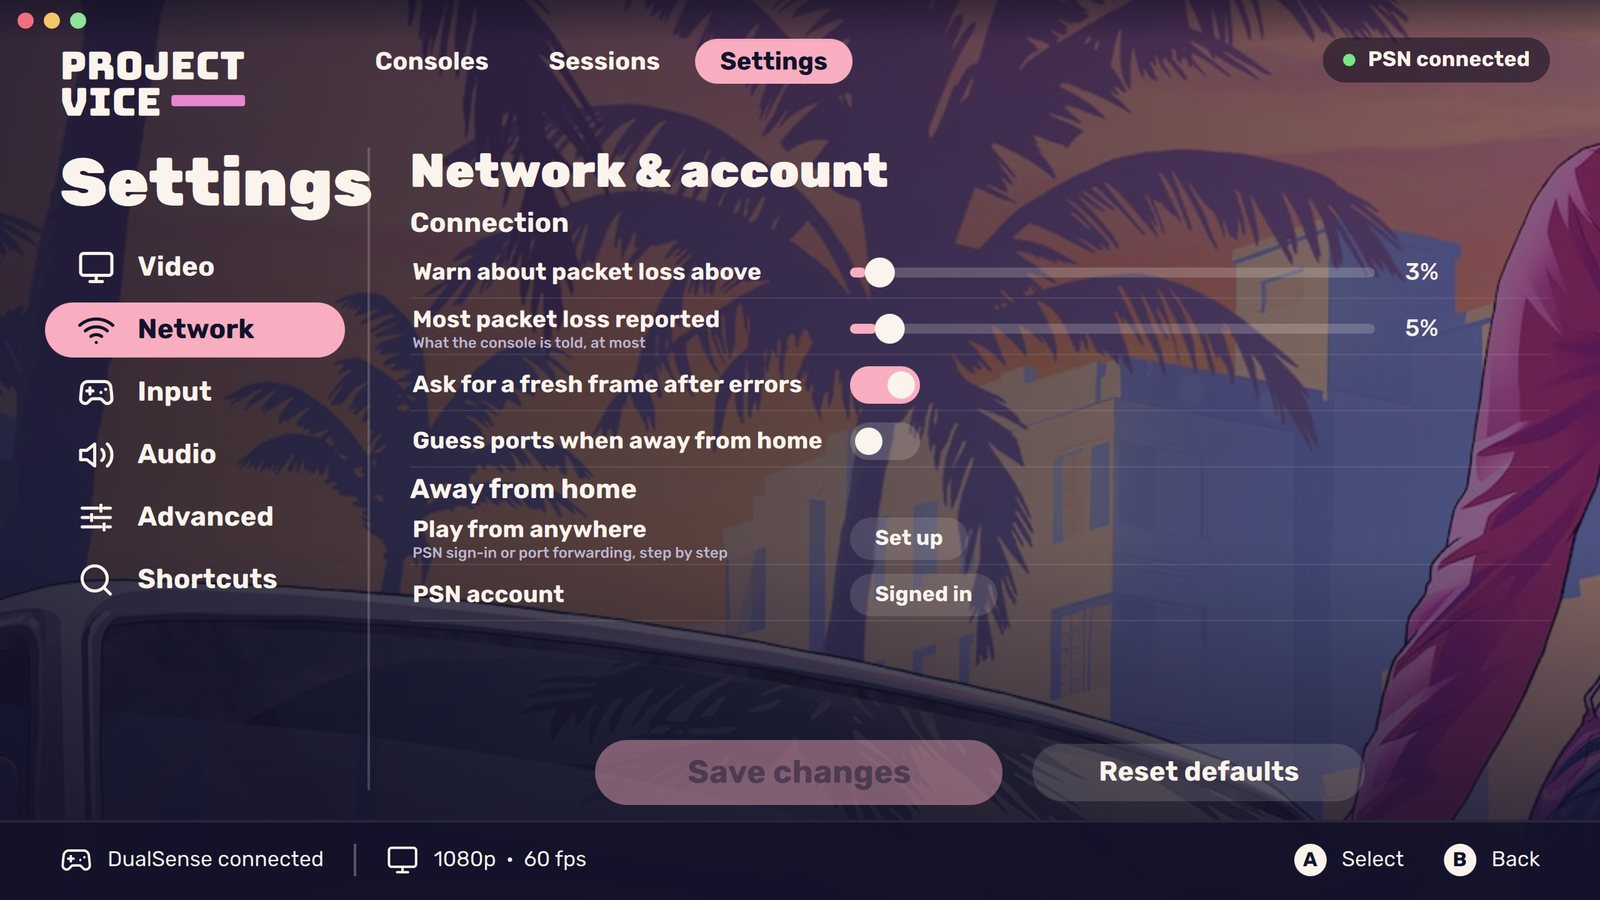 PROJECT
VICE
Consoles
Sessions
Settings
PSN connected
Settings
Video
Network
Input
Audio
Advanced
Shortcuts
Network & account
Connection
Warn about packet loss above
3%
Most packet loss reported
What the console is told, at most
5%
Ask for a fresh frame after errors
Guess ports when away from home
Away from home
Play from anywhere
PSN sign-in or port forwarding, step by step
Set up
PSN account
Signed in
Save changes
Reset defaults
DualSense connected
1080p • 60 fps
A Select
B Back